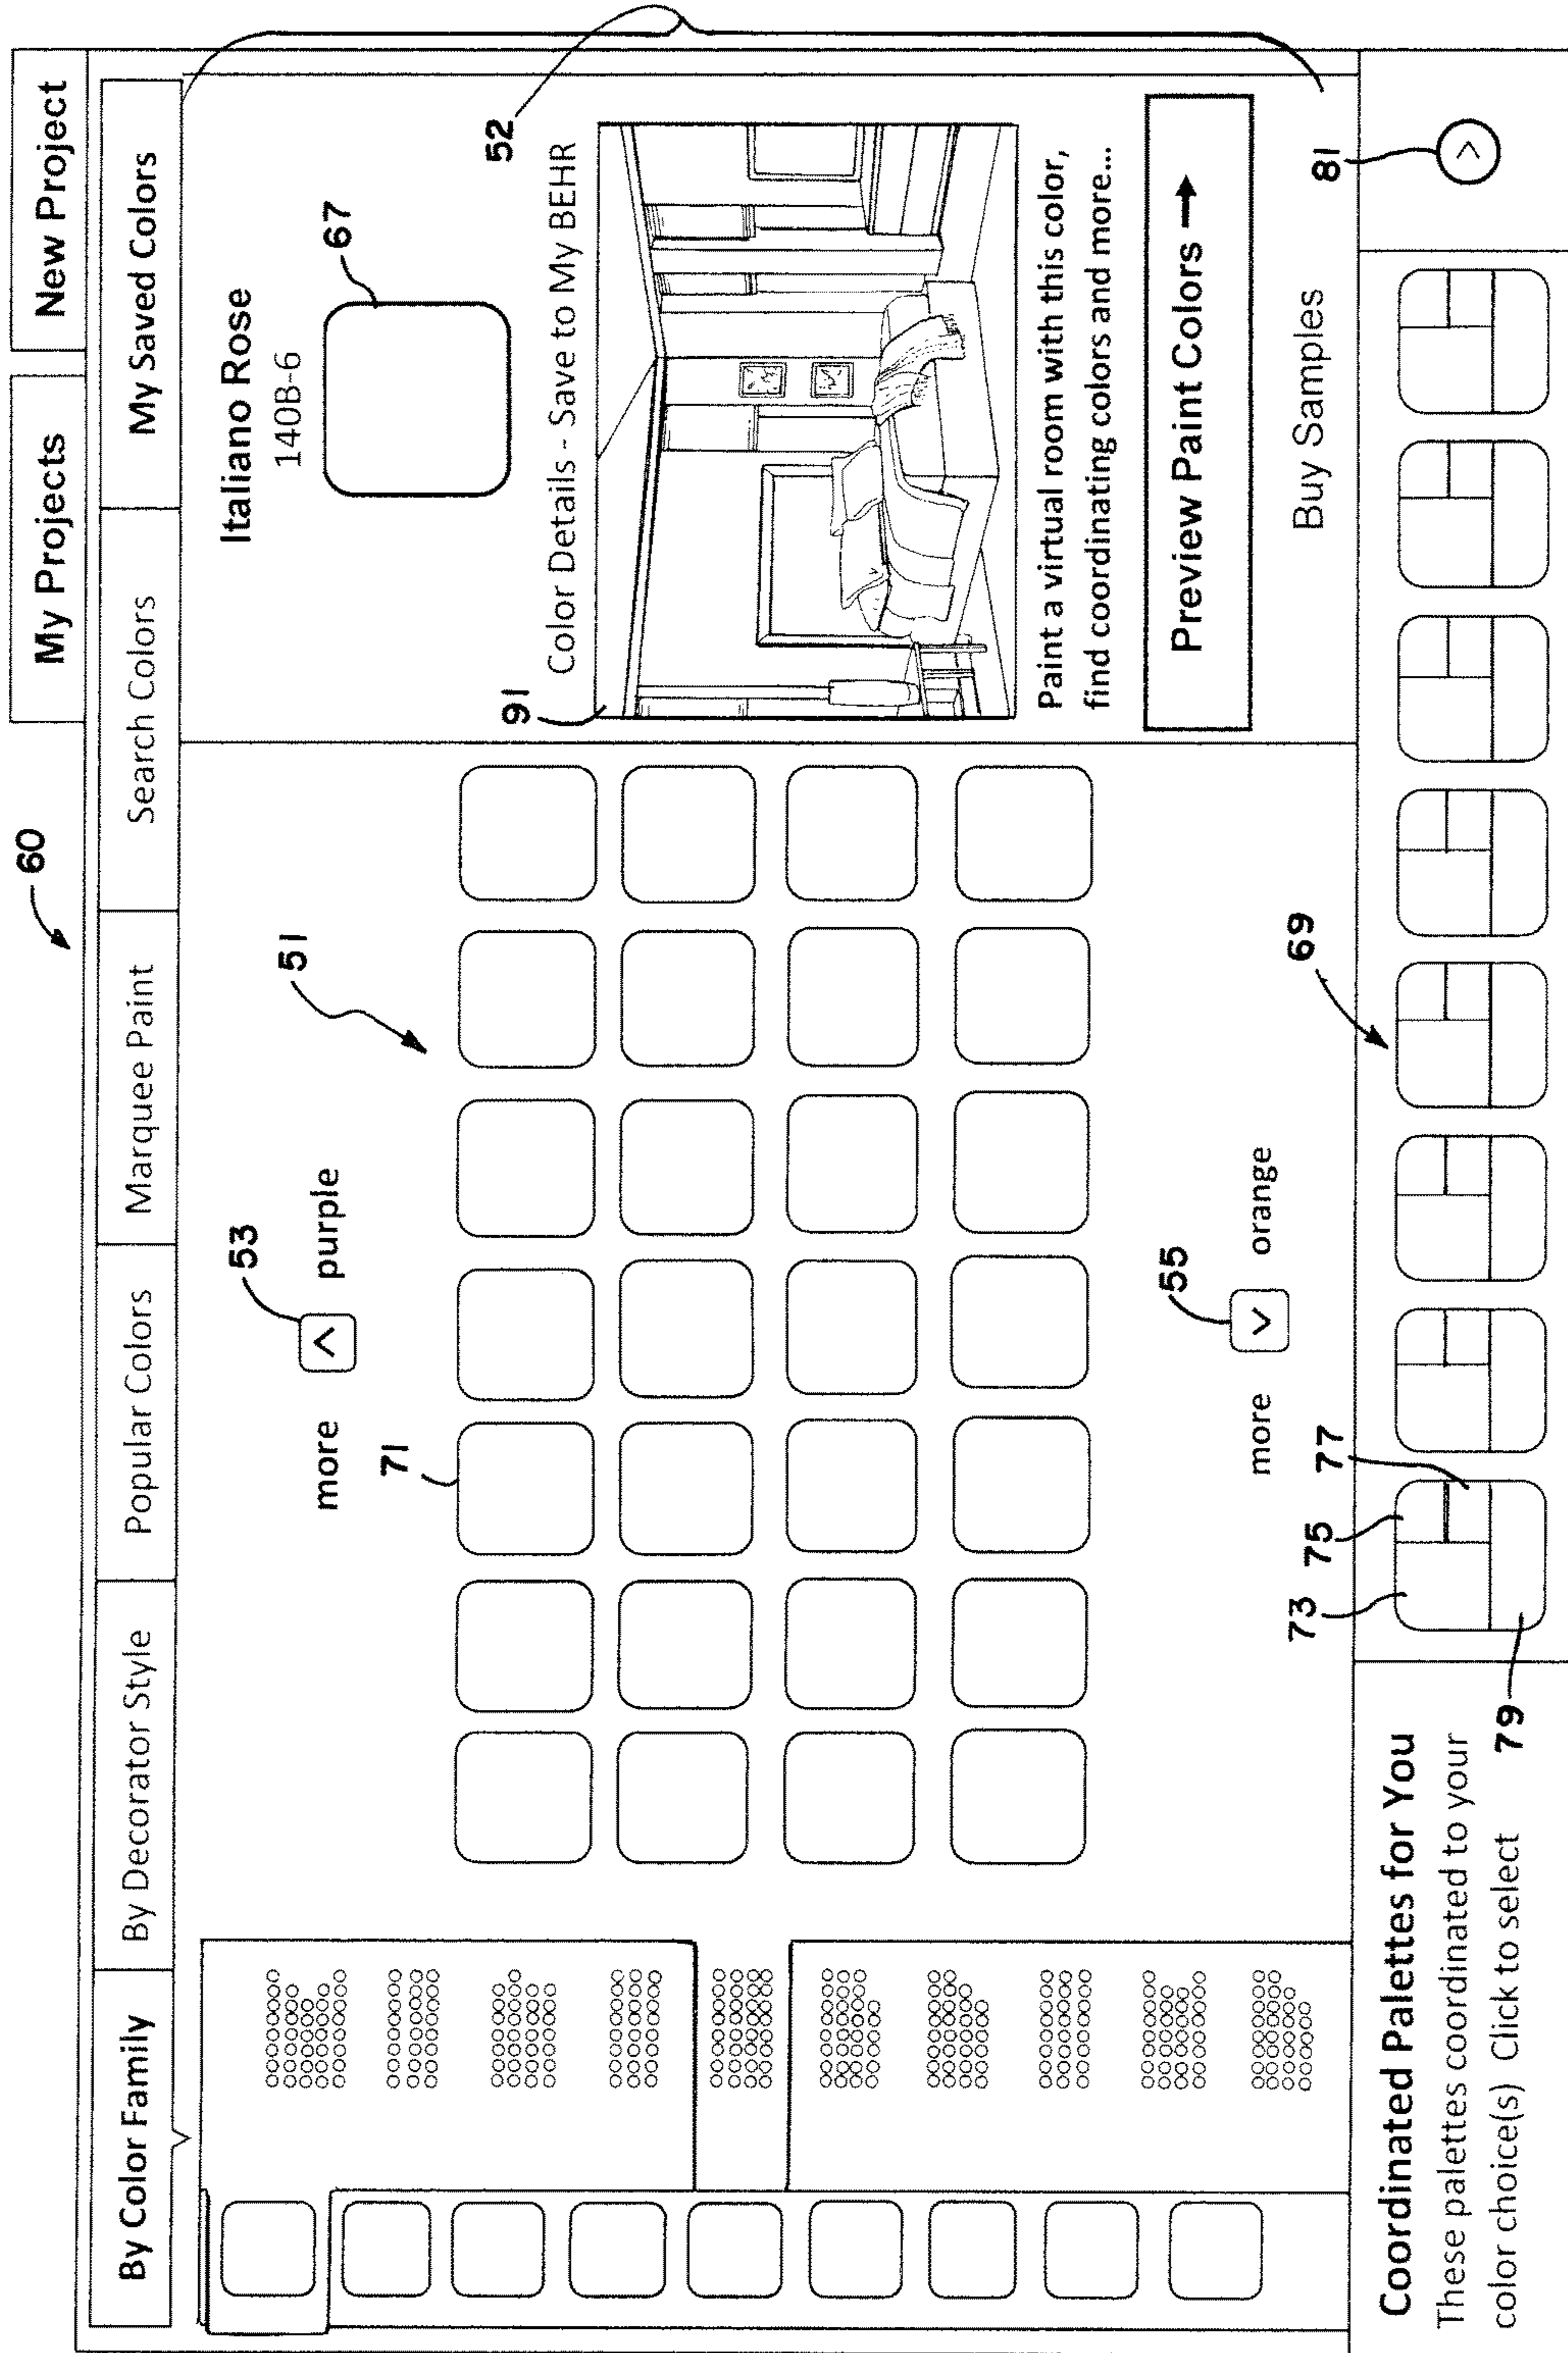 My Projects
New Project
60
By Color Family
By Decorator Style
Popular Colors
Marquee Paint
Search Colors
My Saved Colors
Italiano Rose
140B-6
67
52
53
more ^ purple
51
71
Color Details - Save to My BEHR
91
Paint a virtual room with this color,
find coordinating colors and more...
Preview Paint Colors →
Buy Samples
55
more v orange
Coordinated Palettes for You
These palettes coordinated to your
color choice(s) Click to select
73
75
77
79
69
81
>